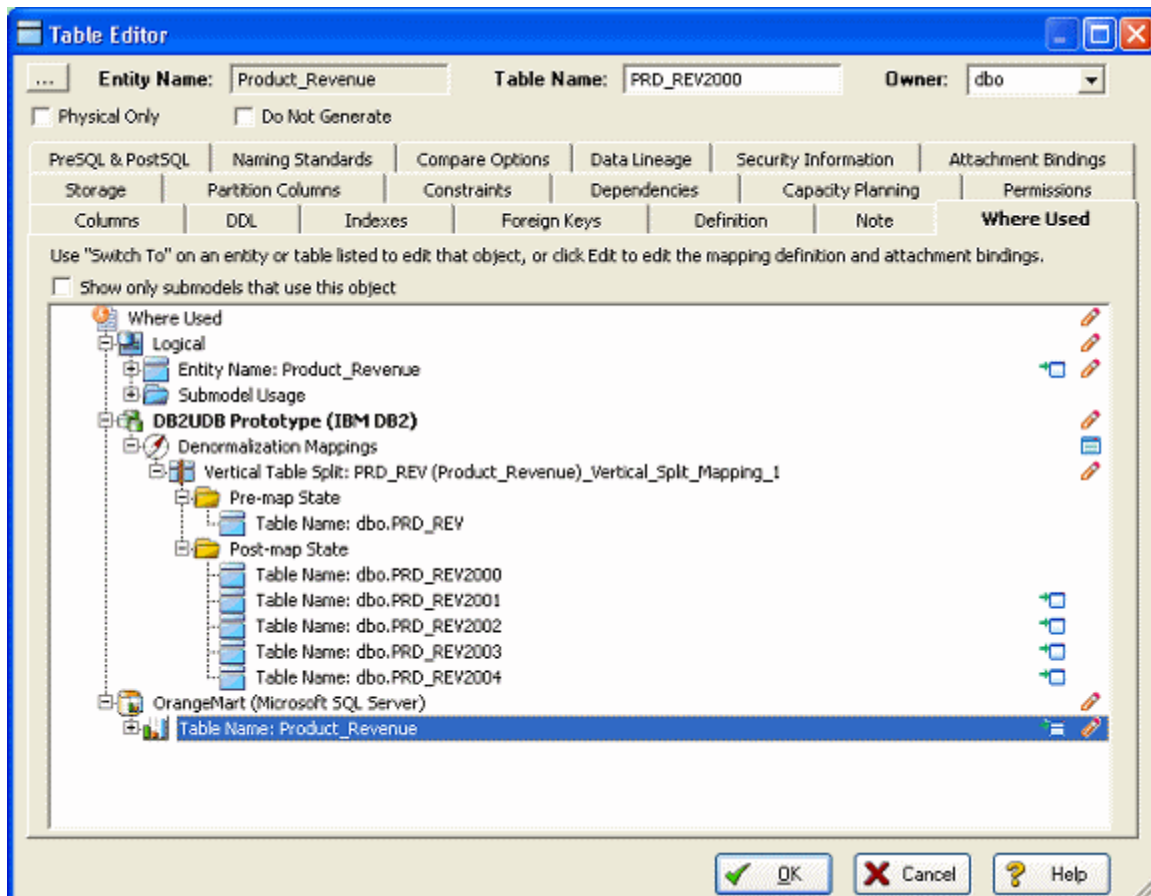 Table Editor
... Entity Name: Product_Revenue Table Name: PRD_REV2000 Owner: dbo
Physical Only Do Not Generate
PreSQL & PostSQL Naming Standards Compare Options Data Lineage Security Information Attachment Bindings
Storage Partition Columns Constraints Dependencies Capacity Planning Permissions
Columns DDL Indexes Foreign Keys Definition Note Where Used
Use "Switch To" on an entity or table listed to edit that object, or click Edit to edit the mapping definition and attachment bindings.
Show only submodels that use this object
Where Used
Logical
Entity Name: Product_Revenue
Submodel Usage
DB2UDB Prototype (IBM DB2)
Denormalization Mappings
Vertical Table Split: PRD_REV (Product_Revenue)_Vertical_Split_Mapping_1
Pre-map State
Table Name: dbo.PRD_REV
Post-map State
Table Name: dbo.PRD_REV2000
Table Name: dbo.PRD_REV2001
Table Name: dbo.PRD_REV2002
Table Name: dbo.PRD_REV2003
Table Name: dbo.PRD_REV2004
OrangeMart (Microsoft SQL Server)
Table Name: Product_Revenue
OK Cancel Help